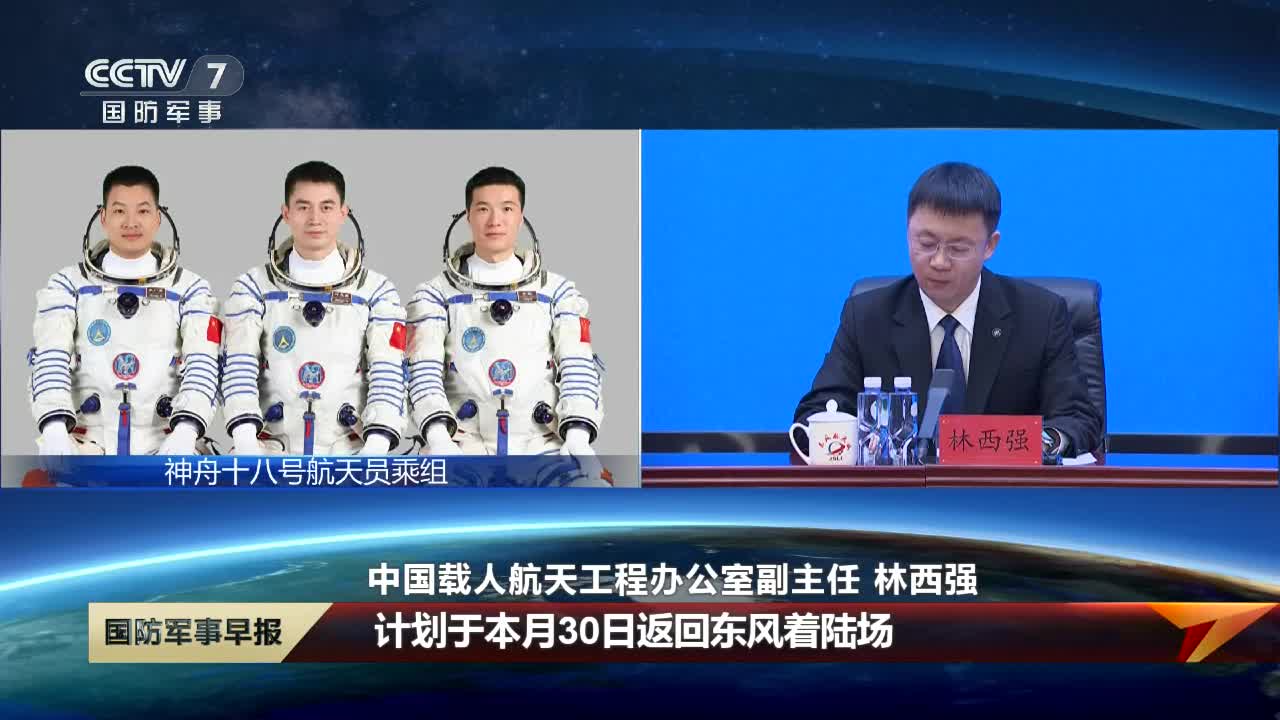 CCTV 7
国防军事
神舟十八号航天员乘组
林西强
中国载人航天工程办公室副主任 林西强
国防军事早报
计划于本月30日返回东风着陆场